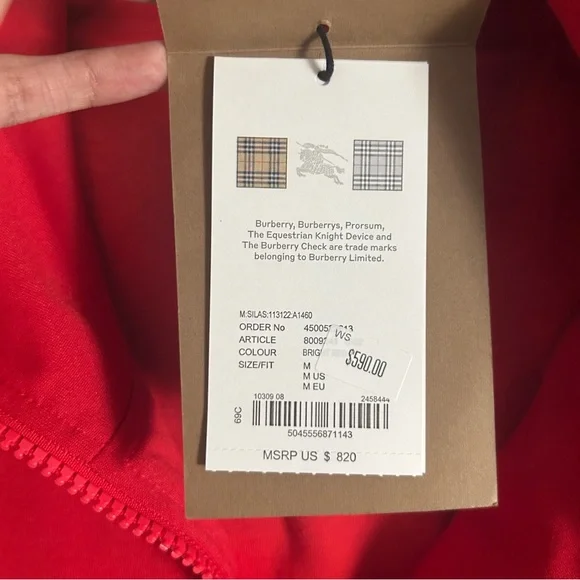 Burberry, Burberrys, Prorsum,
The Equestrian Knight Device and
The Burberry Check are trade marks
belonging to Burberry Limited.
M:SILAS:113122:A1460
ORDER No
ARTICLE
COLOUR
SIZE/FIT M
M US
M EU
WS
$590.00
10309 08 2458444
69C
5045556871143
MSRP US $ 820